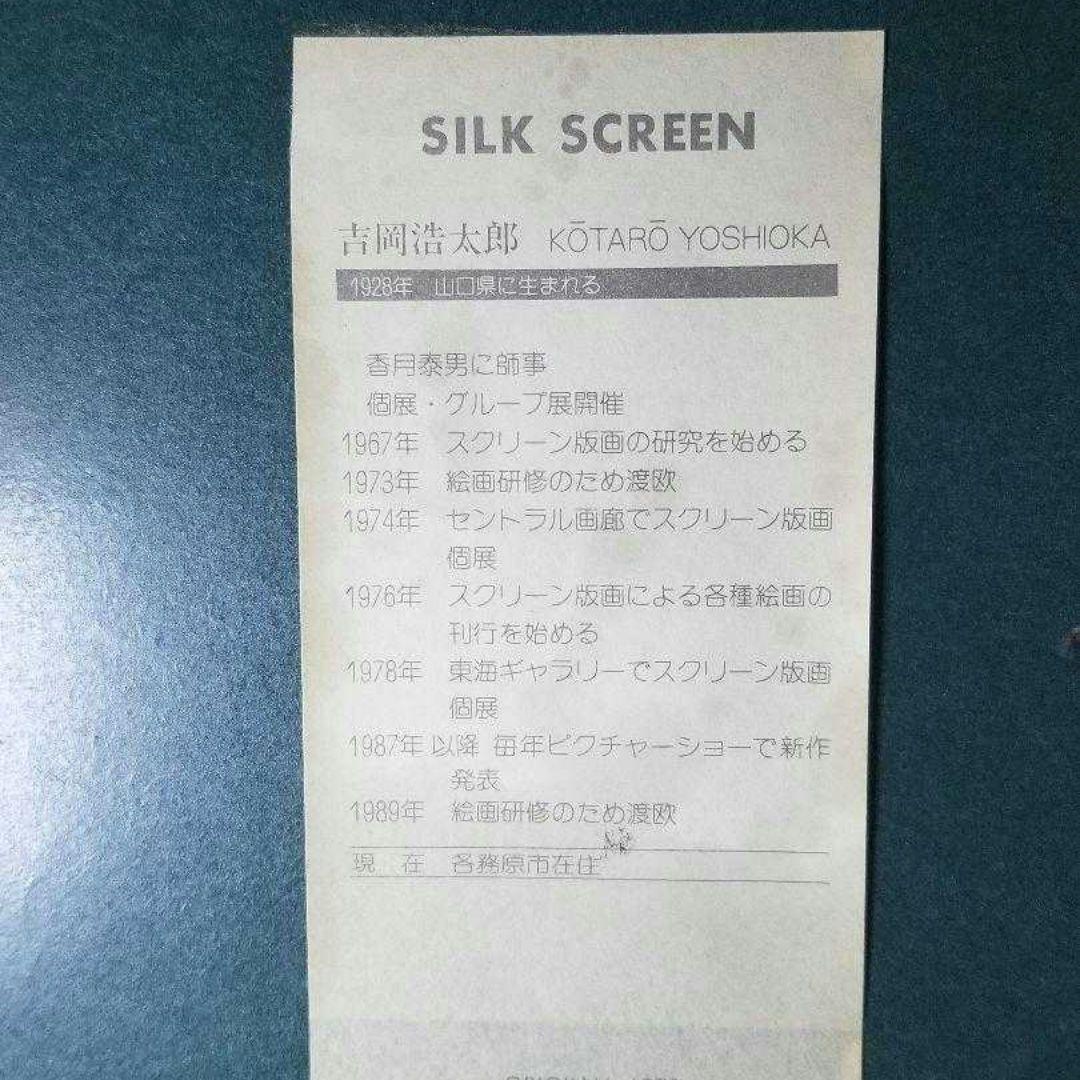 SILK SCREEN
吉岡浩太郎 KŌTARŌ YOSHIOKA
1928年 山口県に生まれる
香月泰男に師事
個展・グループ展開催
1967年 スクリーン版画の研究を始める
1973年 絵画研修のため渡欧
1974年 セントラル画廊でスクリーン版画
個展
1976年 スクリーン版画による各種絵画の
刊行を始める
1978年 東海ギャラリーでスクリーン版画
個展
1987年以降 毎年ピクチャーショーで新作
発表
1989年 絵画研修のため渡欧
現 在 各務原市在住